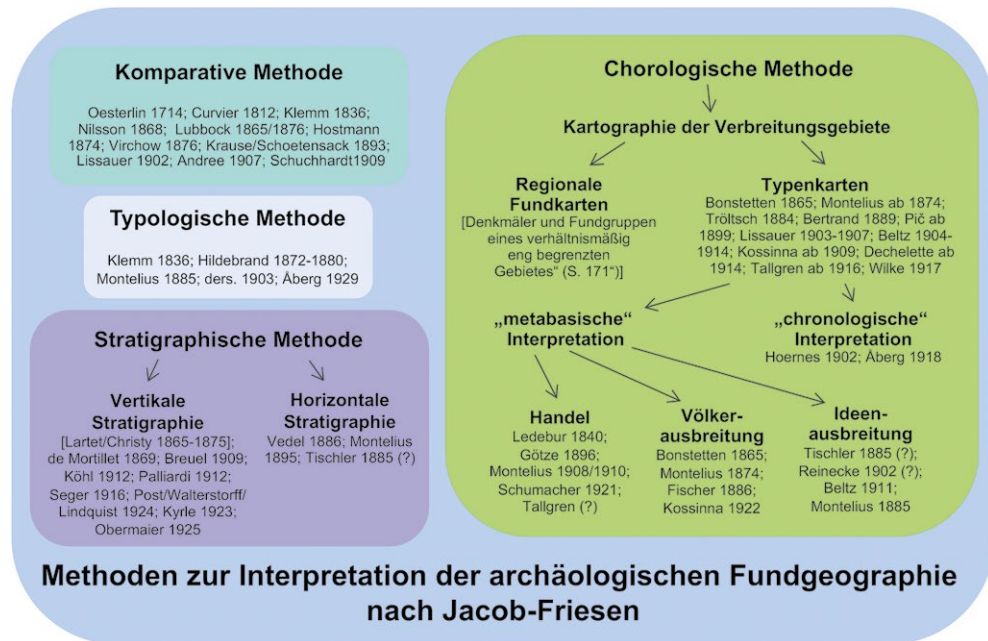 Komparative Methode
Oesterlin 1714; Curvier 1812; Klemm 1836;
Nilsson 1868; Lubbock 1865/1876; Hostmann
1874; Virchow 1876; Krause/Schoetensack 1893;
Lissauer 1902; Andree 1907; Schuchhardt1909
Typologische Methode
Klemm 1836; Hildebrand 1872-1880;
Montelius 1885; ders. 1903; Åberg 1929
Stratigraphische Methode
Vertikale
Stratigraphie
[Lartet/Christy 1865-1875];
de Mortillet 1869; Breuel 1909;
Köhl 1912; Palliardi 1912;
Seger 1916; Post/Walterstorff/
Lindquist 1924; Kyrle 1923;
Obermaier 1925
Horizontale
Stratigraphie
Vedel 1886; Montelius
1895; Tischler 1885 (?)
Chorologische Methode
Kartographie der Verbreitungsgebiete
Regionale
Fundkarten
[Denkmäler und Fundgruppen
eines verhältnismäßig
eng begrenzten
Gebietes“ (S. 171“)]
Typenkarten
Bonstetten 1865; Montelius ab 1874;
Tröltsch 1884; Bertrand 1889; Pič ab
1899; Lissauer 1903-1907; Beltz 1904-
1914; Kossinna ab 1909; Dechelette ab
1914; Tallgren ab 1916; Wilke 1917
„metabasische“
Interpretation
„chronologische“
Interpretation
Hoernes 1902; Åberg 1918
Handel
Ledebur 1840;
Götze 1896;
Montelius 1908/1910;
Schumacher 1921;
Tallgren (?)
Völker-
ausbreitung
Bonstetten 1865;
Montelius 1874;
Fischer 1886;
Kossinna 1922
Ideen-
ausbreitung
Tischler 1885 (?);
Reinecke 1902 (?);
Beltz 1911;
Montelius 1885
Methoden zur Interpretation der archäologischen Fundgeographie
nach Jacob-Friesen